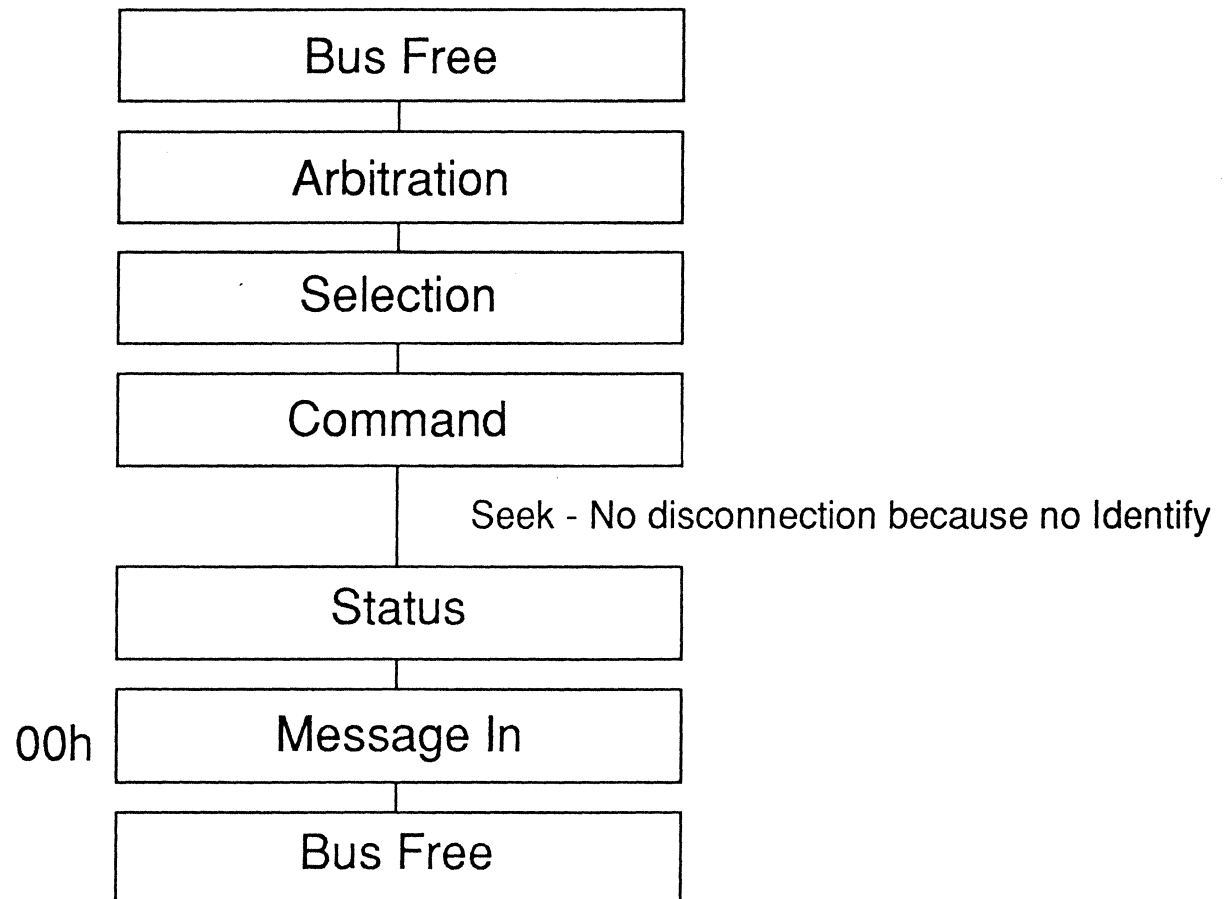 Bus Free
Arbitration
Selection
Command
Seek - No disconnection because no Identify
Status
00h
Message In
Bus Free